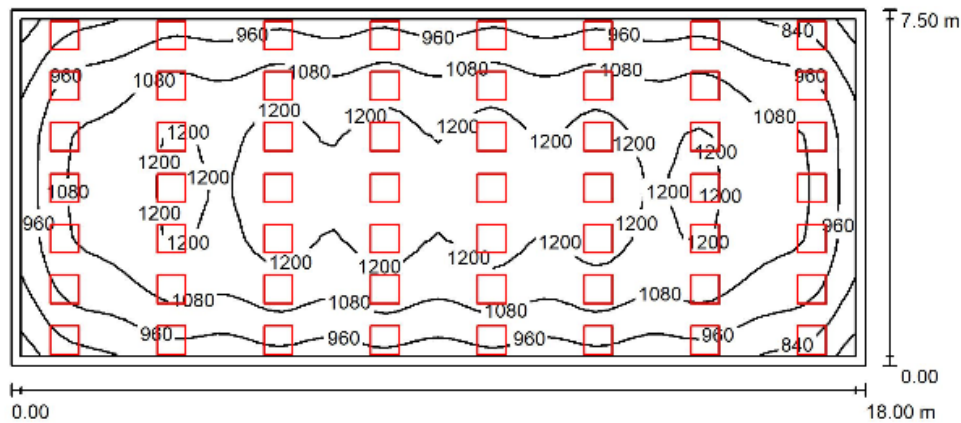 960 960 960 840 7.50 m
960 1080 1080 1080 1080 960
1200 1200 1200 1080
1200 1200 1200 1200
1200 1200
1080 1200 1200 1200
960 1200 1200 960
1200 1200 1200
1200 1200 1200
1080 1080 1080
960 960 960 960 840
0.00
0.00 18.00 m